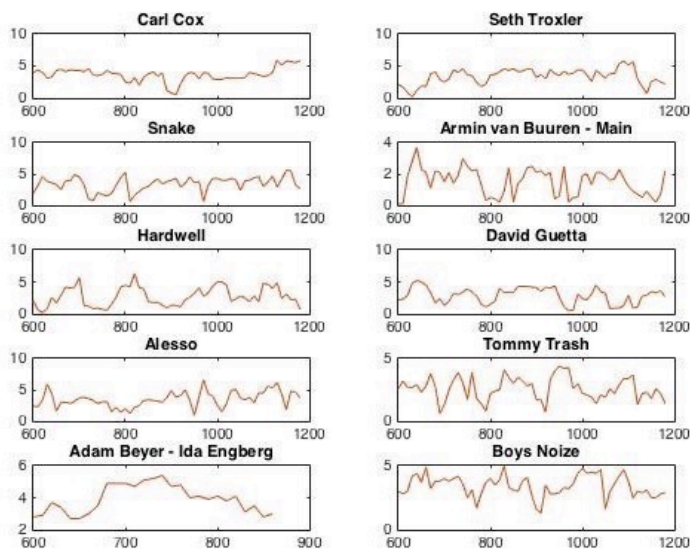 Carl Cox
10
5
0
600 800 1000 1200
Seth Troxler
10
5
0
600 800 1000 1200
Snake
10
5
0
600 800 1000 1200
Armin van Buuren - Main
4
2
0
600 800 1000 1200
Hardwell
10
5
0
600 800 1000 1200
David Guetta
10
5
0
600 800 1000 1200
Alesso
10
5
0
600 800 1000 1200
Tommy Trash
5
0
600 800 1000 1200
Adam Beyer - Ida Engberg
6
4
2
600 700 800 900
Boys Noize
5
0
600 800 1000 1200